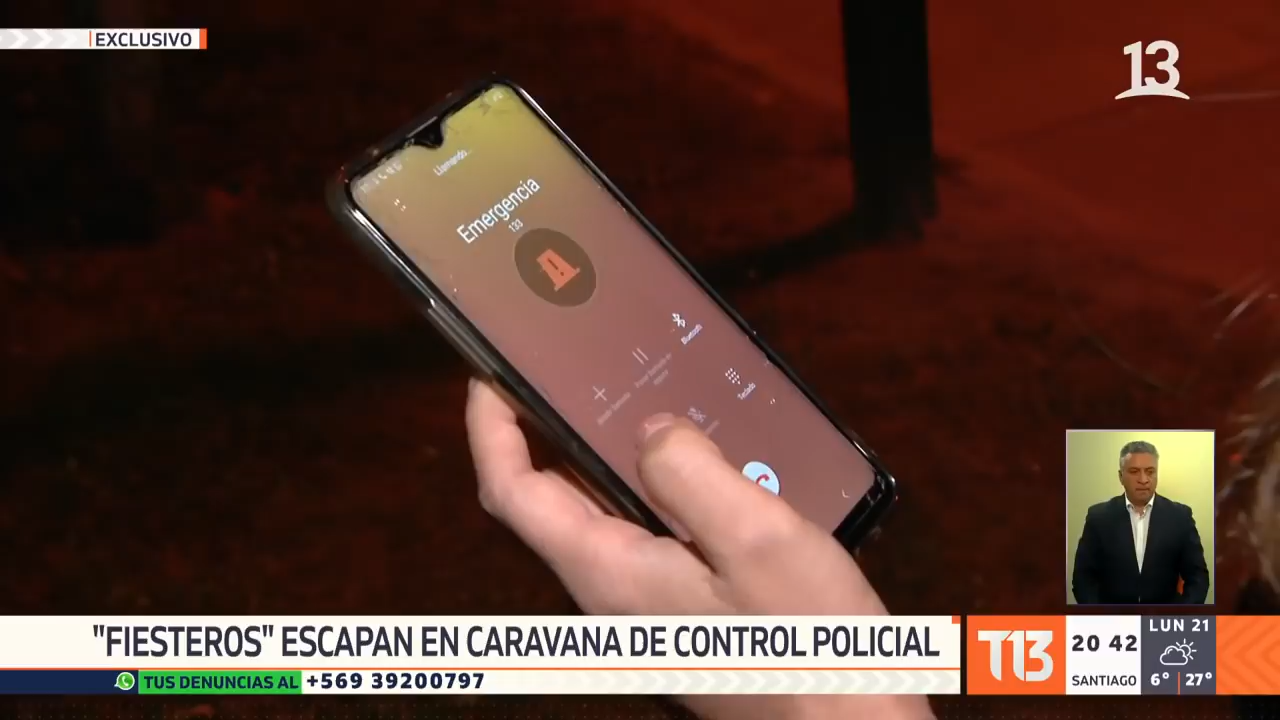 EXCLUSIVO
13
Llamando...
Emergencia
133
Bluetooth
Teclado
"FIESTEROS" ESCAPAN EN CARAVANA DE CONTROL POLICIAL
TUS DENUNCIAS AL +569 39200797
T13
20 42
SANTIAGO
LUN 21
6° 27°